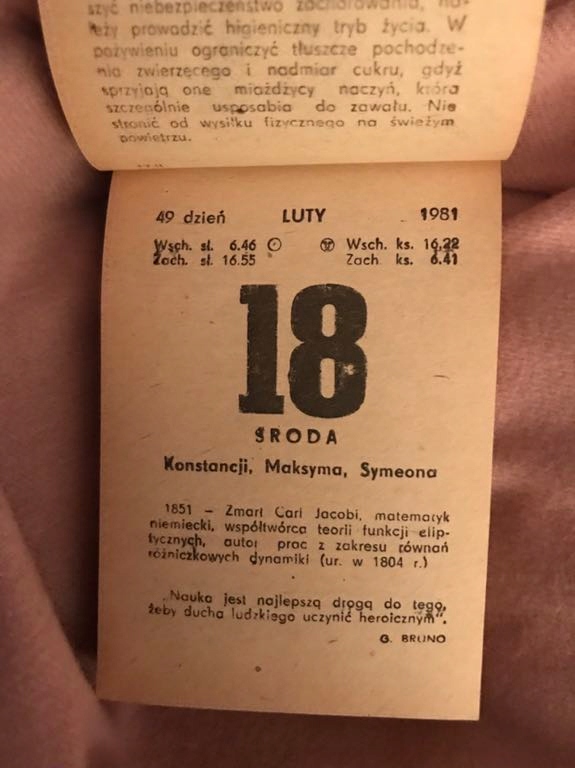 szyć niebezpieczeństwo zachorowania, na-
leży prowadzić higieniczny tryb życia. W
pożywieniu ograniczyć tłuszcze pochodze-
nia zwierzęcego i nadmiar cukru, gdyż
sprzyjają one miażdżycy naczyń, która
szczególnie usposabia do zawału. Nie
stronić od wysiłku fizycznego na świeżym
powietrzu.
49 dzień LUTY 1981
Wsch. sł. 6.46 Wsch. ks. 16.22
Zach. sł. 16.55 Zach. ks. 6.41
18
ŚRODA
Konstancji, Maksyma, Symeona
1851 – Zmarł Carl Jacobi, matematyk
niemiecki, współtwórca teorii funkcji elip-
tycznych, autor prac z zakresu równań
różniczkowych dynamiki (ur. w 1804 r.)
„Nauka jest najlepszą drogą do tego,
żeby ducha ludzkiego uczynić heroicznym”.
G. BRUNO